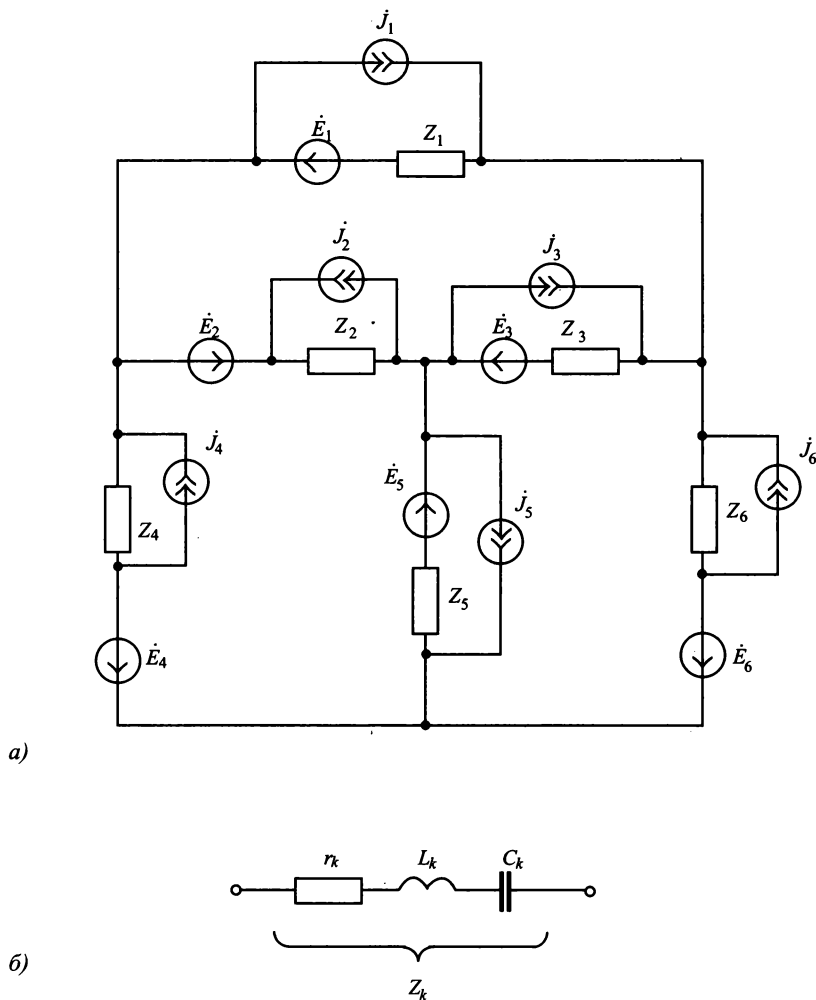 J̇₁
Ė₁
Z₁
J̇₂
J̇₃
Ė₂
Z₂
Ė₃
Z₃
J̇₄
Z₄
Ė₄
Ė₅
J̇₅
Z₅
J̇₆
Z₆
Ė₆
а)
rₖ
Lₖ
Cₖ
б)
Zₖ